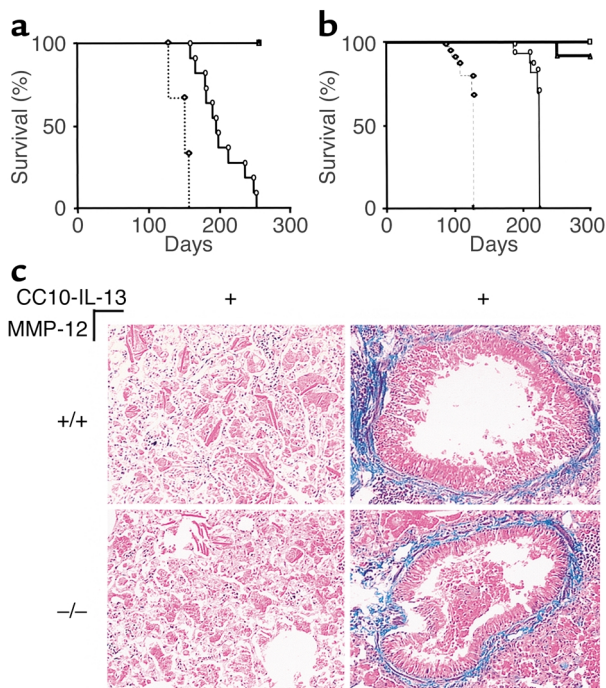 a
b
100
50
0
Survival (%)
0 100 200 300
Days
100
50
0
Survival (%)
0 100 200 300
Days
c
CC10-IL-13 + +
MMP-12
+/+
–/–